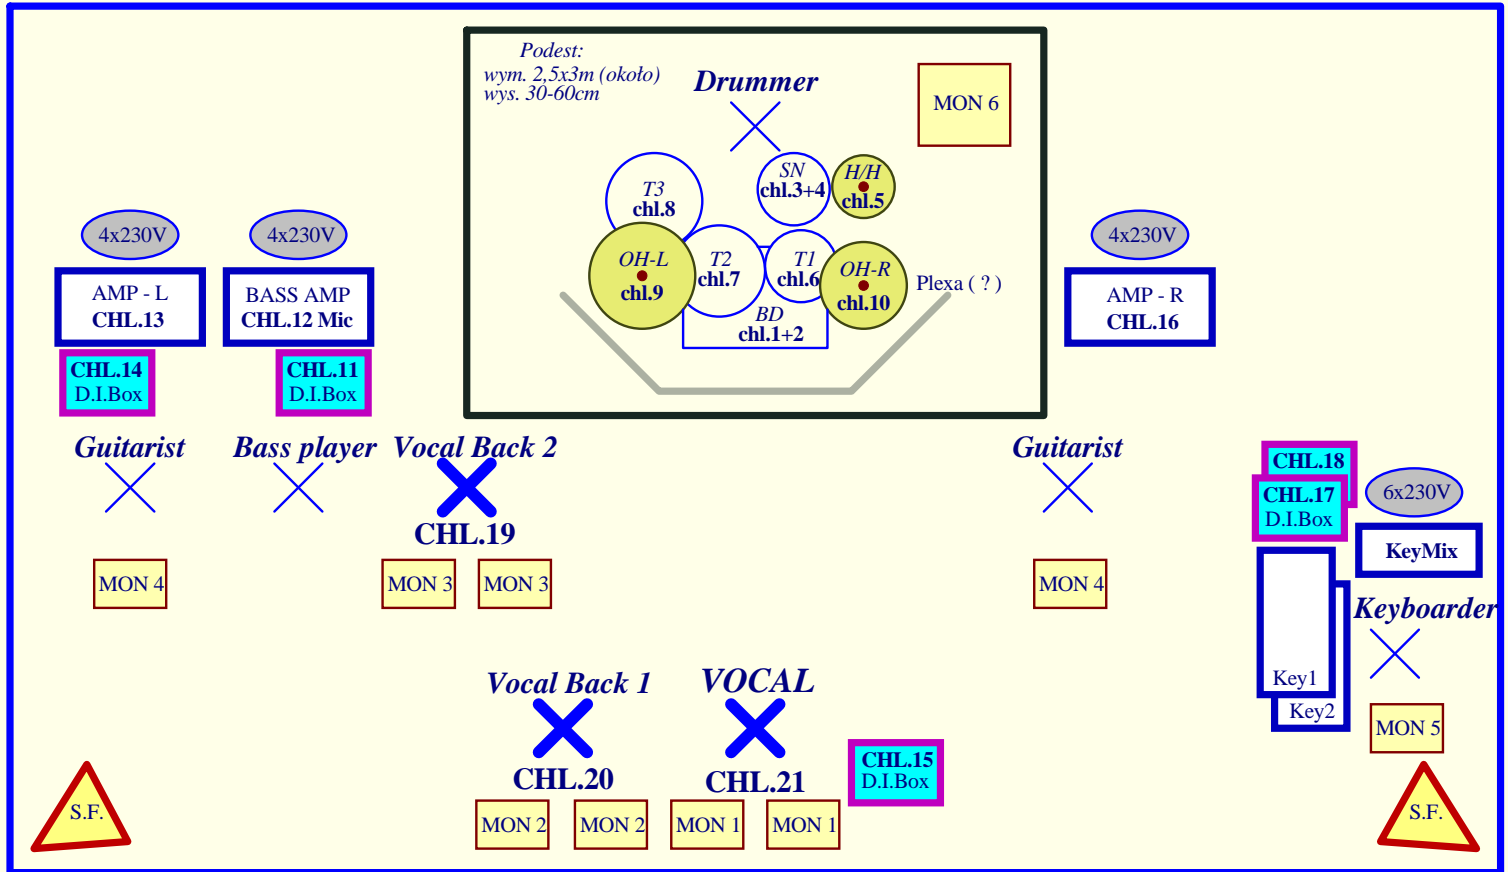 Podest:
wym. 2,5x3m (około)
wys. 30-60cm
Drummer
MON 6
SN
chl.3+4
H/H
chl.5
T3
chl.8
OH-L
chl.9
T2
chl.7
T1
chl.6
OH-R
chl.10
Plexa ( ? )
BD
chl.1+2
4x230V
4x230V
4x230V
AMP - L
CHL.13
BASS AMP
CHL.12 Mic
AMP - R
CHL.16
CHL.14
D.I.Box
CHL.11
D.I.Box
Guitarist
Bass player
Vocal Back 2
Guitarist
CHL.18
CHL.17
D.I.Box
6x230V
CHL.19
KeyMix
MON 4
MON 3
MON 3
MON 4
Keyboarder
Key1
Key2
MON 5
Vocal Back 1
VOCAL
CHL.20
CHL.21
CHL.15
D.I.Box
S.F.
MON 2
MON 2
MON 1
MON 1
S.F.